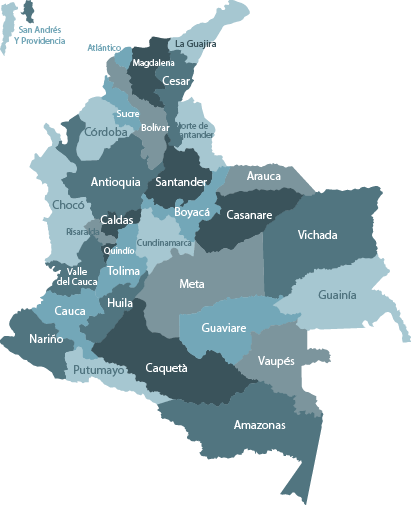 San Andrés
Y Providencia
La Guajira
Atlántico
Magdalena
Cesar
Sucre
Bolívar
Norte de
Santander
Córdoba
Arauca
Antioquia
Santander
Chocó
Boyacá
Casanare
Caldas
Risaralda
Cundinamarca
Vichada
Quindio
Valle
del Cauca
Tolima
Meta
Guainía
Huila
Cauca
Guaviare
Nariño
Vaupés
Putumayo
Caquetà
Amazonas